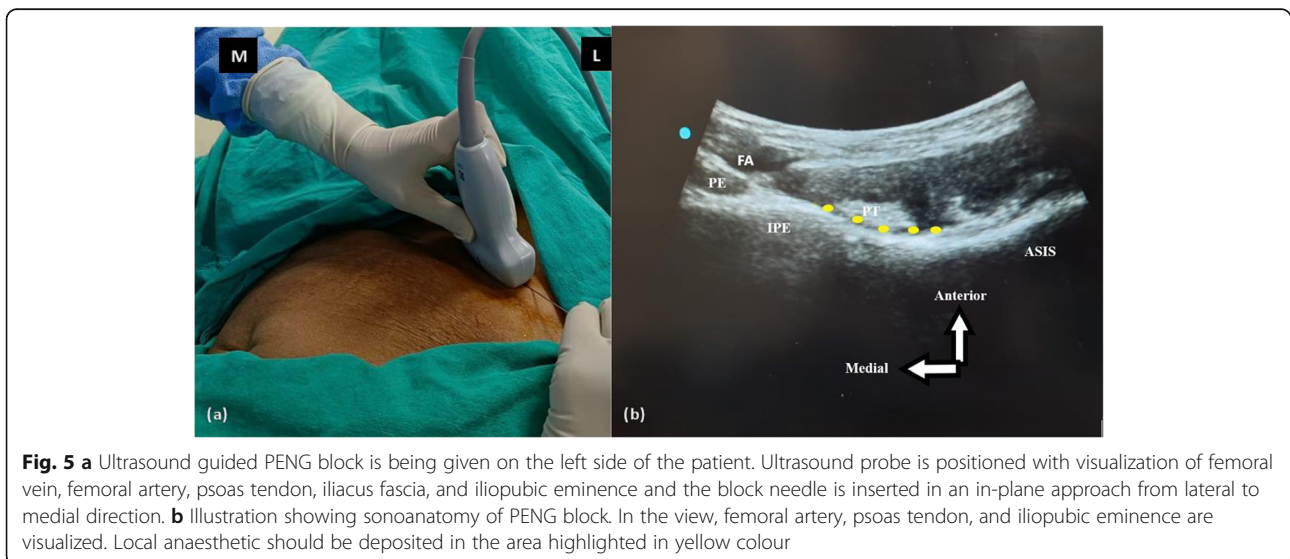 M
L
(a)
FA
PE
PT
IPE
ASIS
Anterior
Medial
(b)
Fig. 5 a Ultrasound guided PENG block is being given on the left side of the patient. Ultrasound probe is positioned with visualization of femoral
vein, femoral artery, psoas tendon, iliacus fascia, and iliopubic eminence and the block needle is inserted in an in-plane approach from lateral to
medial direction. b Illustration showing sonoanatomy of PENG block. In the view, femoral artery, psoas tendon, and iliopubic eminence are
visualized. Local anaesthetic should be deposited in the area highlighted in yellow colour